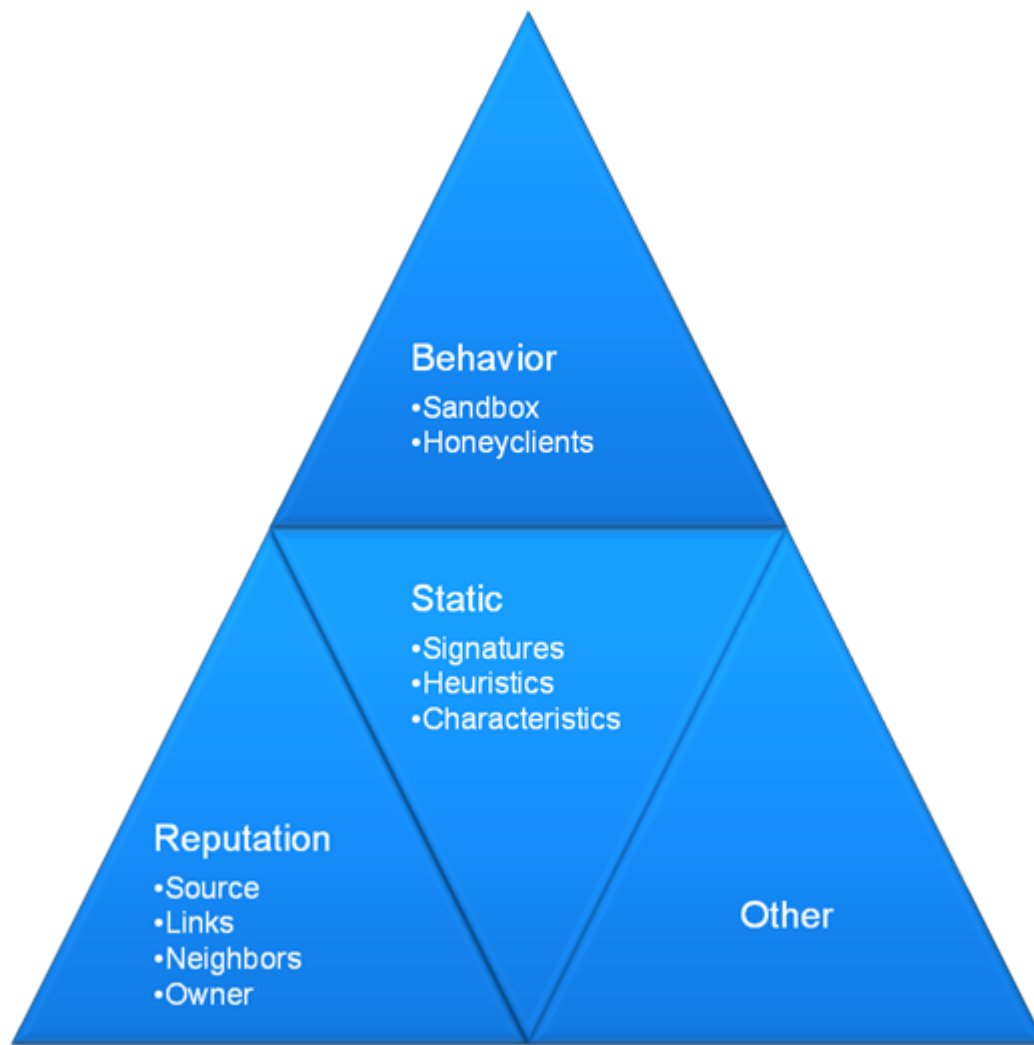 Behavior
•Sandbox
•Honeyclients
Static
•Signatures
•Heuristics
•Characteristics
Reputation
•Source
•Links
•Neighbors
•Owner
Other